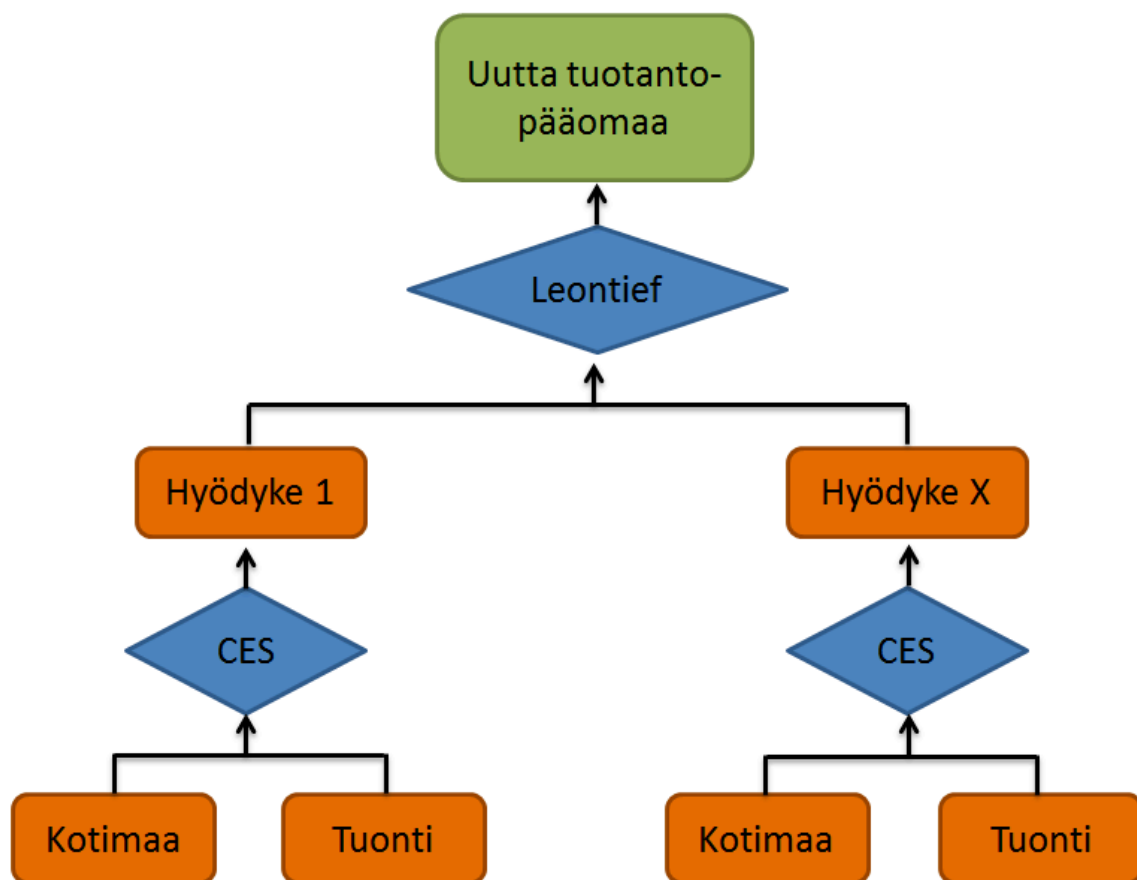 Uutta tuotanto-
pääomaa
Leontief
Hyödyke 1
Hyödyke X
CES
CES
Kotimaa
Tuonti
Kotimaa
Tuonti